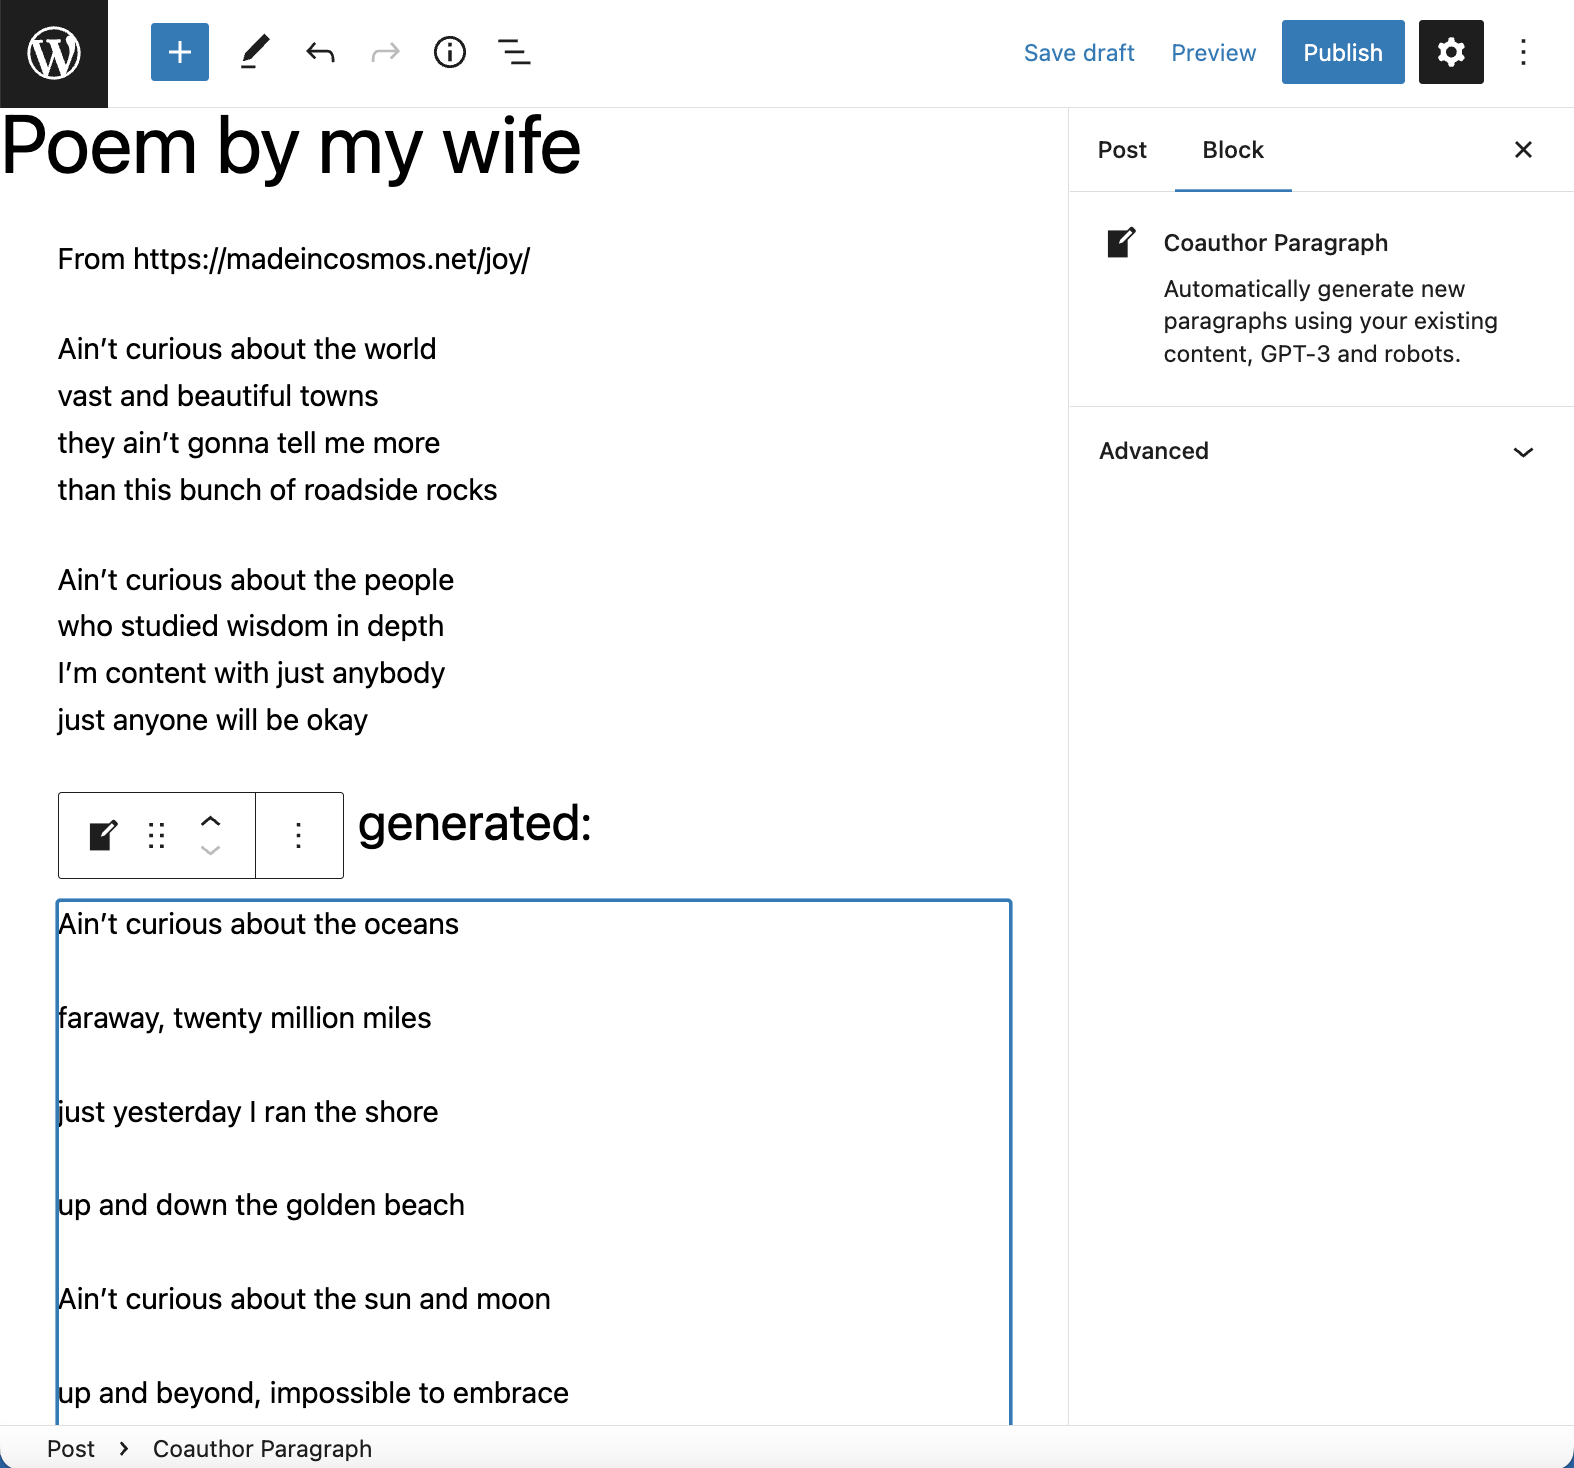 Save draft
Preview
Publish
Poem by my wife
From https://madeincosmos.net/joy/
Ain’t curious about the world
vast and beautiful towns
they ain’t gonna tell me more
than this bunch of roadside rocks
Ain’t curious about the people
who studied wisdom in depth
I’m content with just anybody
just anyone will be okay
generated:
Ain’t curious about the oceans
faraway, twenty million miles
just yesterday I ran the shore
up and down the golden beach
Ain’t curious about the sun and moon
up and beyond, impossible to embrace
Post
Block
Coauthor Paragraph
Automatically generate new
paragraphs using your existing
content, GPT-3 and robots.
Advanced
Post
Coauthor Paragraph